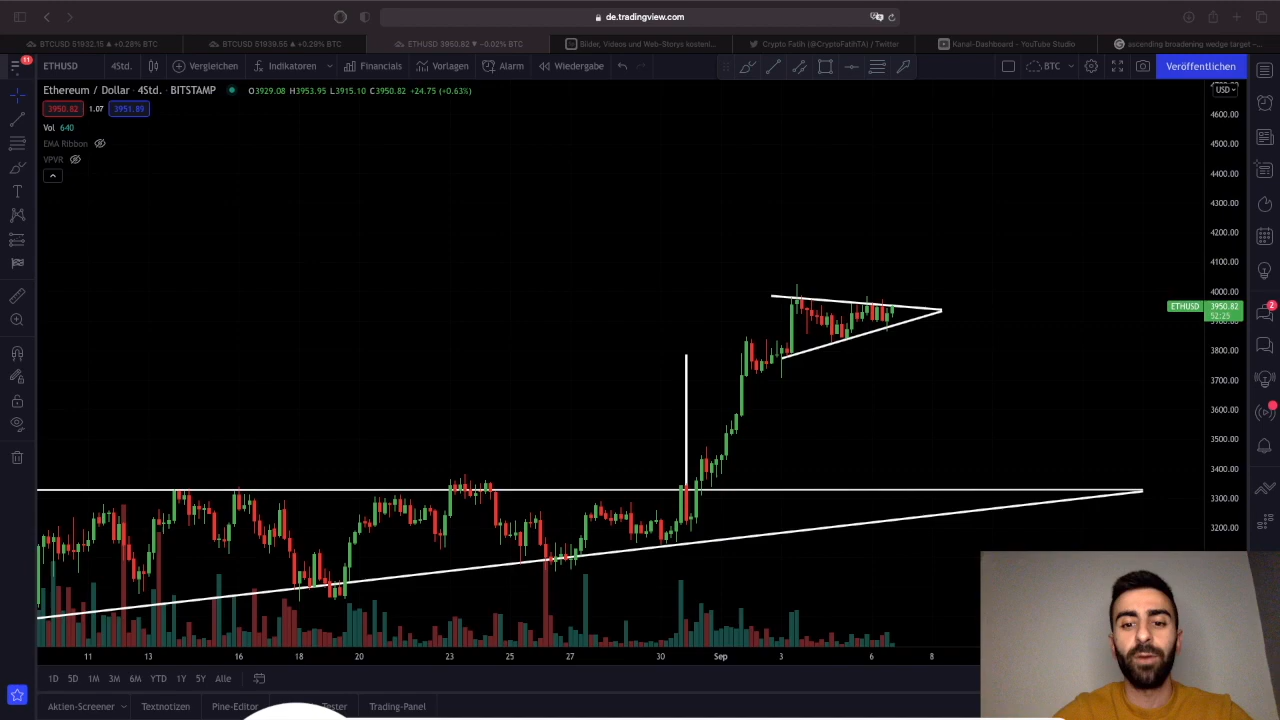 de.tradingview.com
BTCUSD 51932.15 ▲ +0.28% BTC
BTCUSD 51939.55 ▲ +0.28% BTC
ETHUSD 3950.82 ▼ −0.02% BTC
Bilder, Videos und Web-Storys kostenl...
Crypto Fatih (@CryptoFatihTA) / Twitter
Kanal-Dashboard - YouTube Studio
ascending broadening wedge target –...
11
ETHUSD
4Std.
Vergleichen
Indikatoren
Financials
Vorlagen
Alarm
Wiedergabe
BTC
Veröffentlichen
Ethereum / Dollar · 4Std. · BITSTAMP
O3929.08 H3953.95 L3915.10 C3950.82 +24.75 (+0.63%)
USD
3950.82 1.07 3951.89
Vol 640
EMA Ribbon
VPVR
4600.00
4500.00
4400.00
4300.00
4200.00
4100.00
4000.00
ETHUSD 3950.82
52:25
3800.00
3700.00
3600.00
3500.00
3400.00
3300.00
3200.00
2
11 13 16 18 20 23 25 27 30 Sep 3 6 8
1D 5D 1M 3M 6M YTD 1Y 5Y Alle
Aktien-Screener
Textnotizen
Pine-Editor
Tester
Trading-Panel